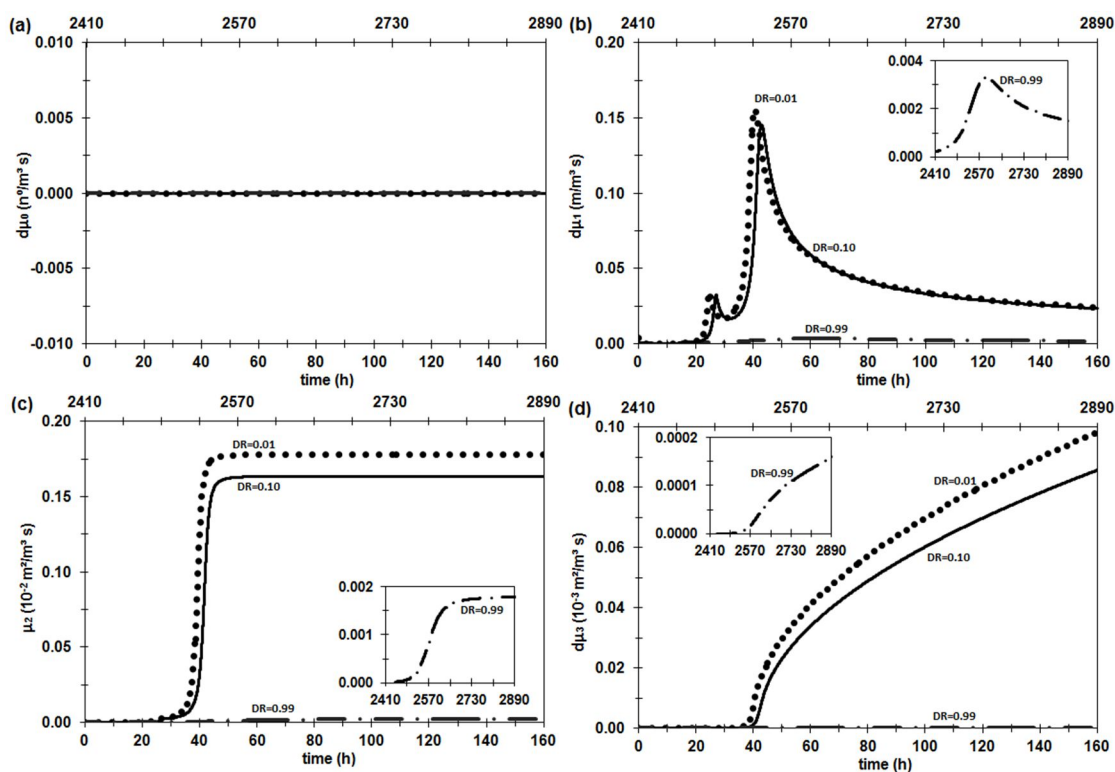 2410 2570 2730 2890
(a)
0.010
0.005
0.000
-0.005
-0.010
dμ₀ (nº/m³ s)
0 20 40 60 80 100 120 140 160
time (h)
2410 2570 2730 2890
(b)
0.20
0.15
0.10
0.05
0.00
dμ₁ (m/m³ s)
DR=0.01
DR=0.10
DR=0.99
0.004
0.002
0.000
DR=0.99
2410 2570 2730 2890
0 20 40 60 80 100 120 140 160
time (h)
2410 2570 2730 2890
(c)
0.20
0.15
0.10
0.05
0.00
μ₂ (10⁻² m²/m³ s)
DR=0.01
DR=0.10
DR=0.99
0.002
0.001
0.000
DR=0.99
2410 2570 2730 2890
0 20 40 60 80 100 120 140 160
time (h)
2410 2570 2730 2890
(d)
0.10
0.08
0.06
0.04
0.02
0.00
dμ₃ (10⁻³ m²/m³ s)
0.0002
0.0001
0.0000
DR=0.99
2410 2570 2730 2890
DR=0.01
DR=0.10
DR=0.99
0 20 40 60 80 100 120 140 160
time (h)